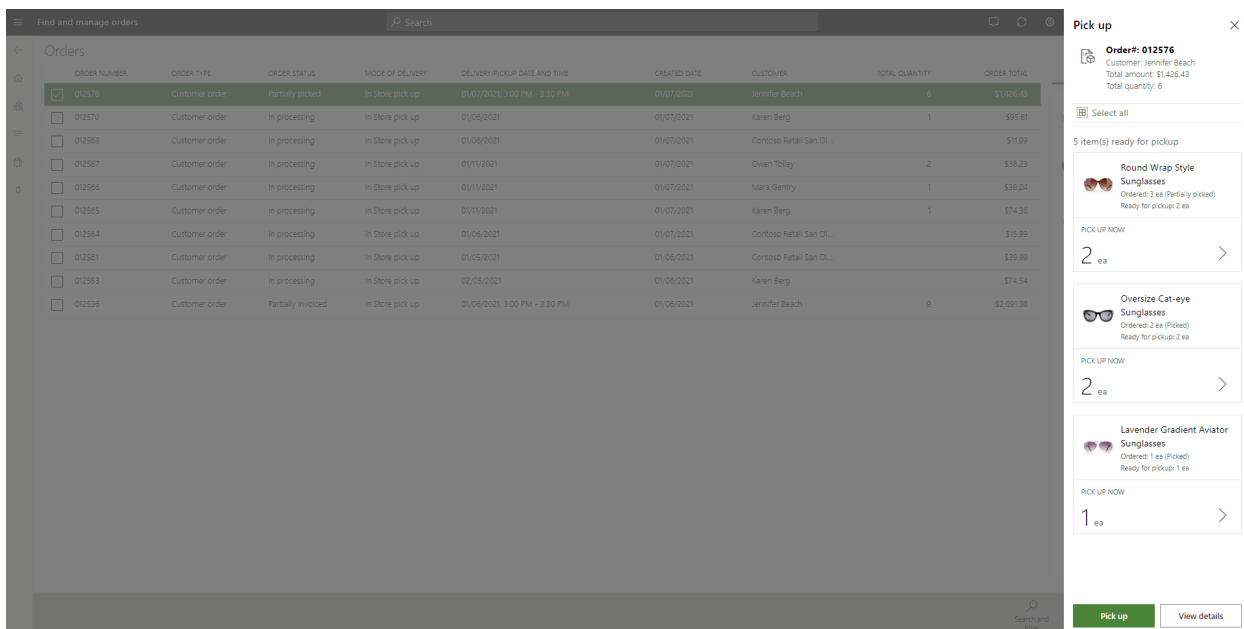 Find and manage orders
Search
Orders
ORDER NUMBER ORDER TYPE ORDER STATUS MODE OF DELIVERY DELIVERY/PICKUP DATE AND TIME CREATED DATE CUSTOMER TOTAL QUANTITY ORDER TOTAL
012576 Customer order Partially picked In Store pick up 01/07/2021, 3:00 PM - 3:30 PM 01/07/2021 Jennifer Beach 6 $1,426.43
012570 Customer order In processing In Store pick up 01/06/2021 01/07/2021 Karen Berg 1 $95.61
012568 Customer order In processing In Store pick up 01/06/2021 01/07/2021 Contoso Retail San Di... $11.99
012567 Customer order In processing In Store pick up 01/11/2021 01/07/2021 Owen Tolley 2 $38.23
012566 Customer order In processing In Store pick up 01/11/2021 01/07/2021 Mara Gentry 1 $38.24
012565 Customer order In processing In Store pick up 01/11/2021 01/07/2021 Karen Berg 1 $74.36
012564 Customer order In processing In Store pick up 01/06/2021 01/07/2021 Contoso Retail San Di... $15.99
012561 Customer order In processing In Store pick up 01/05/2021 01/06/2021 Contoso Retail San Di... $39.99
012553 Customer order In processing In Store pick up 02/05/2021 01/06/2021 Karen Berg $74.54
012536 Customer order Partially invoiced In Store pick up 01/06/2021, 3:00 PM - 3:30 PM 01/06/2021 Jennifer Beach 9 $2,091.38
Search and
Pick up
Order#: 012576
Customer: Jennifer Beach
Total amount: $1,426.43
Total quantity: 6
Select all
5 item(s) ready for pickup
Round Wrap Style
Sunglasses
Ordered: 3 ea (Partially picked)
Ready for pickup: 2 ea
PICK UP NOW
2 ea
Oversize Cat-eye
Sunglasses
Ordered: 2 ea (Picked)
Ready for pickup: 2 ea
PICK UP NOW
2 ea
Lavender Gradient Aviator
Sunglasses
Ordered: 1 ea (Picked)
Ready for pickup: 1 ea
PICK UP NOW
1 ea
Pick up View details